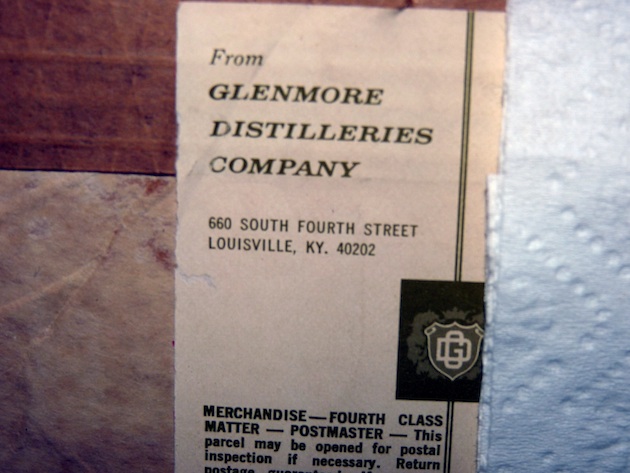 From
GLENMORE
DISTILLERIES
COMPANY
660 SOUTH FOURTH STREET
LOUISVILLE, KY. 40202
GD
MERCHANDISE—FOURTH CLASS
MATTER — POSTMASTER — This
parcel may be opened for postal
inspection if necessary. Return
postage